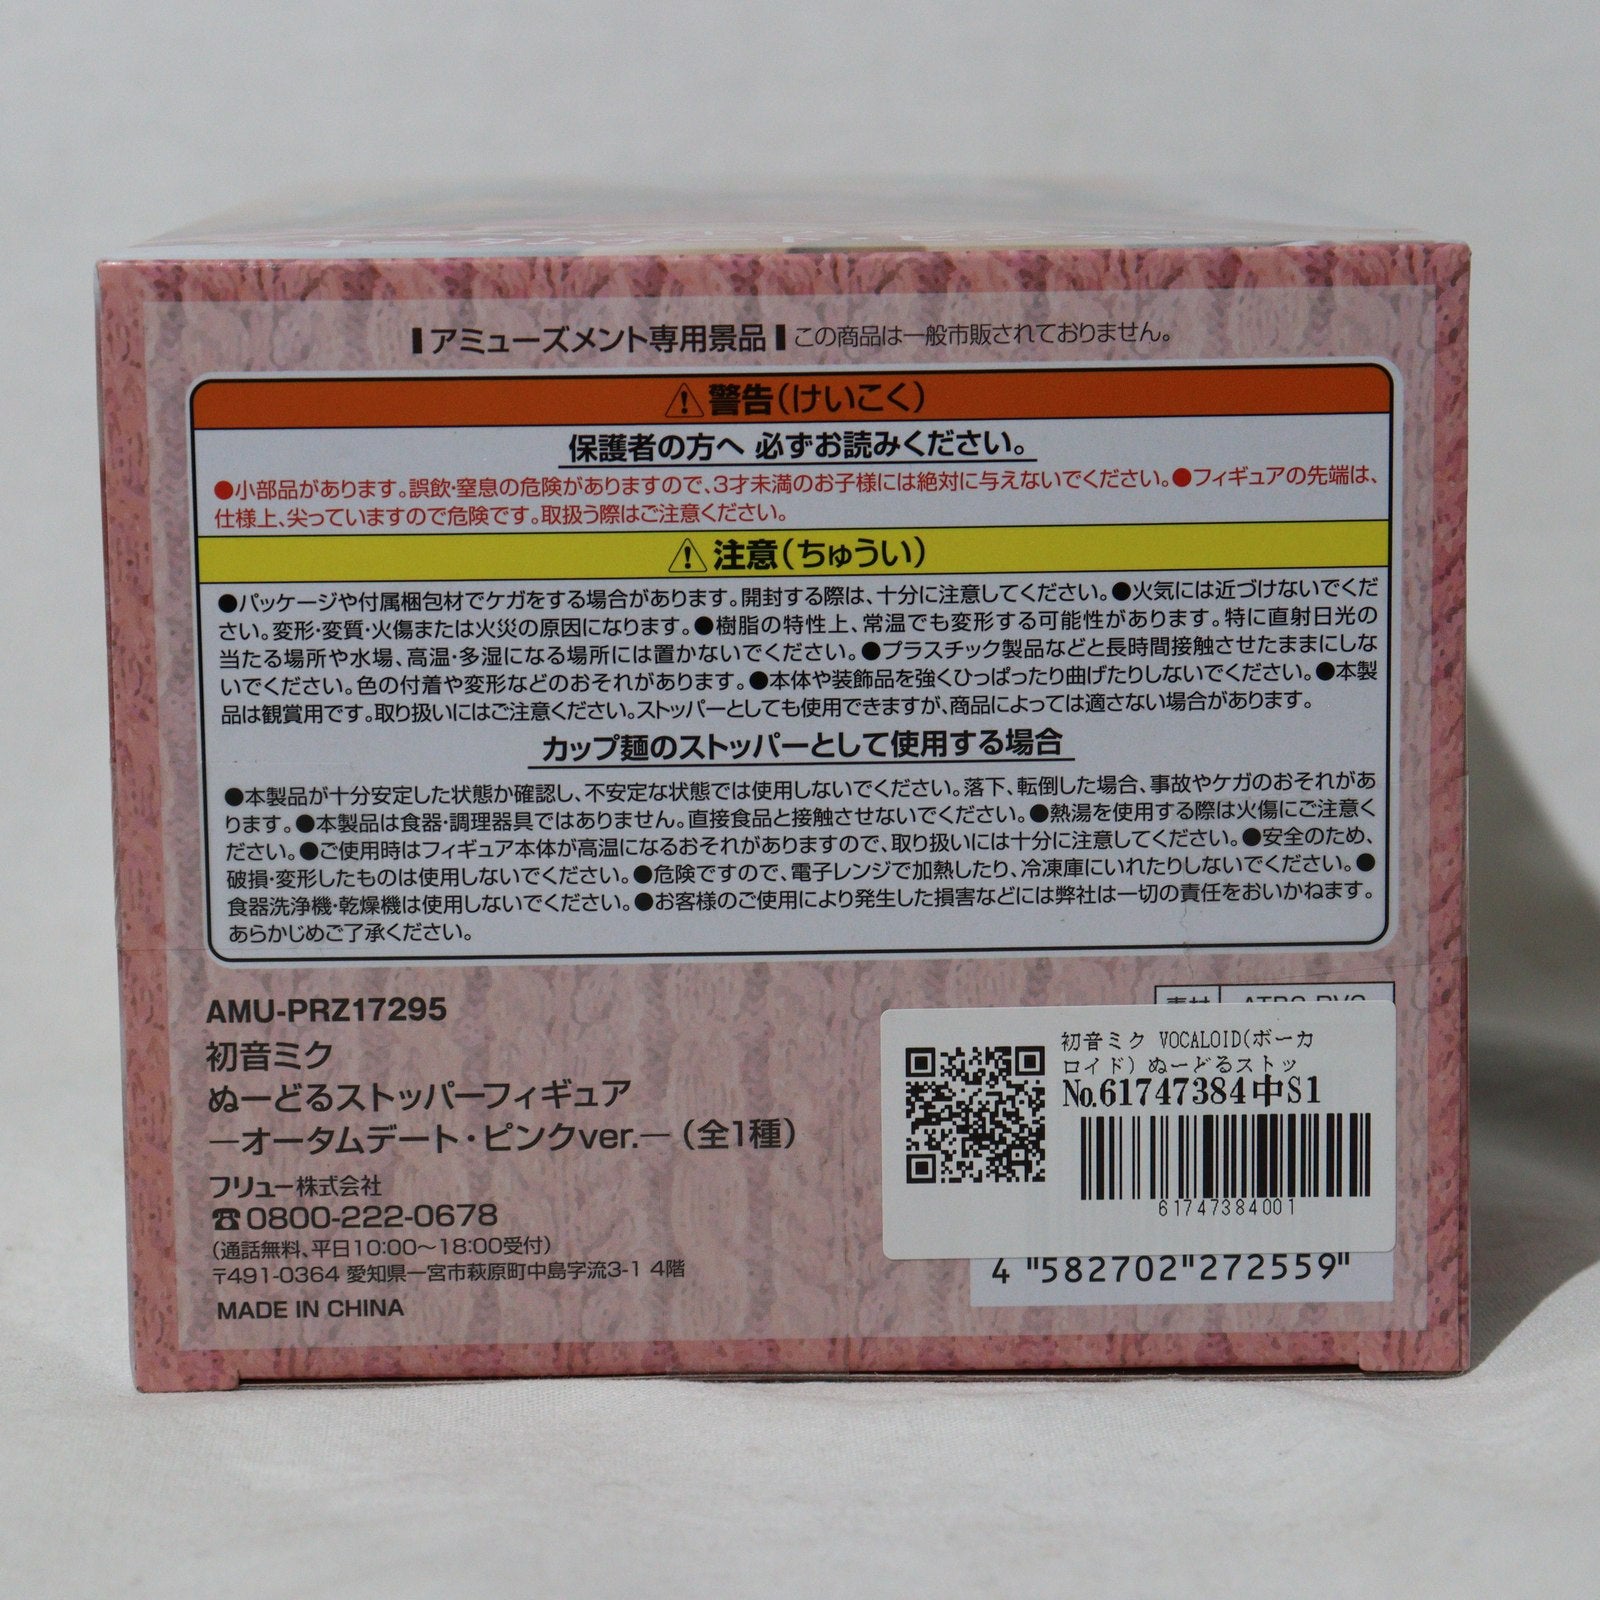 アミューズメント専用景品 この商品は一般市販されておりません。
警告(けいこく)
保護者の方へ 必ずお読みください。
●小部品があります。誤飲・窒息の危険がありますので、3才未満のお子様には絶対に与えないでください。●フィギュアの先端は、
仕様上、尖っていますので危険です。取扱う際はご注意ください。
注意(ちゅうい)
●パッケージや付属梱包材でケガをする場合があります。開封する際は、十分に注意してください。●火気には近づけないでくだ
さい。変形・変質・火傷または火災の原因になります。●樹脂の特性上、常温でも変形する可能性があります。特に直射日光の
当たる場所や水場、高温・多湿になる場所には置かないでください。●プラスチック製品などと長時間接触させたままにしな
いでください。色の付着や変形などのおそれがあります。●本体や装飾品を強くひっぱったり曲げたりしないでください。●本製
品は観賞用です。取り扱いにはご注意ください。ストッパーとしても使用できますが、商品によっては適さない場合があります。
カップ麺のストッパーとして使用する場合
●本製品が十分安定した状態か確認し、不安定な状態では使用しないでください。落下、転倒した場合、事故やケガのおそれがあ
ります。●本製品は食器・調理器具ではありません。直接食品と接触させないでください。●熱湯を使用する際は火傷にご注意く
ださい。●ご使用時はフィギュア本体が高温になるおそれがありますので、取り扱いには十分に注意してください。●安全のため、
破損・変形したものは使用しないでください。●危険ですので、電子レンジで加熱したり、冷凍庫にいれたりしないでください。●
食器洗浄機・乾燥機は使用しないでください。●お客様のご使用により発生した損害などには弊社は一切の責任をおいかねます。
あらかじめご了承ください。
AMU-PRZ17295
初音ミク
ぬーどるストッパーフィギュア
―オータムデート・ピンクver.―(全1種)
フリュー株式会社
☎0800-222-0678
(通話無料、平日10:00〜18:00受付)
〒491-0364 愛知県一宮市萩原町中島字流3-1 4階
MADE IN CHINA
初音ミク VOCALOID(ボーカ
ロイド) ぬーどるストッ
No.61747384中S1
61747384001
4 "582702"272559"